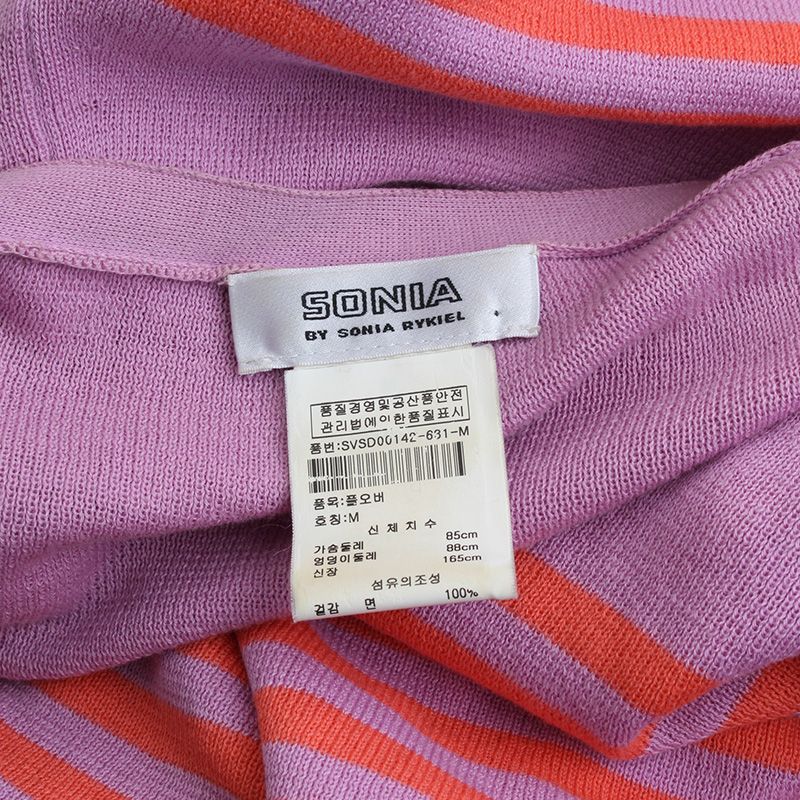 SONIA
BY SONIA RYKIEL
품질경영및공산품안전
관리법에의한품질표시
품번:SVSD00142-631-M
품목:플오버
호칭:M
신체치수
가슴둘레 85cm
엉덩이둘레 88cm
신장 165cm
섬유의조성
겉감 면 100%